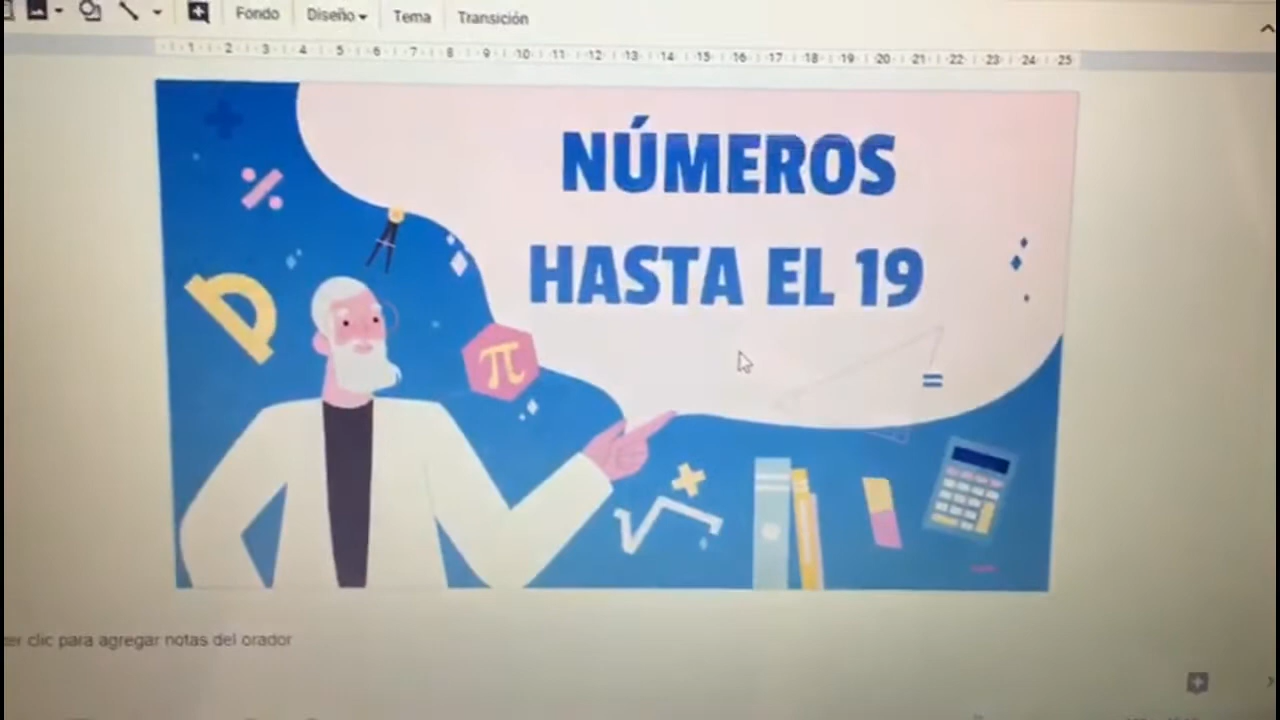 Fondo Diseño Tema Transición
1 2 3 4 5 6 7 8 9 10 11 12 13 14 15 16 17 18 19 20 21 22 23 24 25
NÚMEROS
HASTA EL 19
π
=
clic para agregar notas del orador